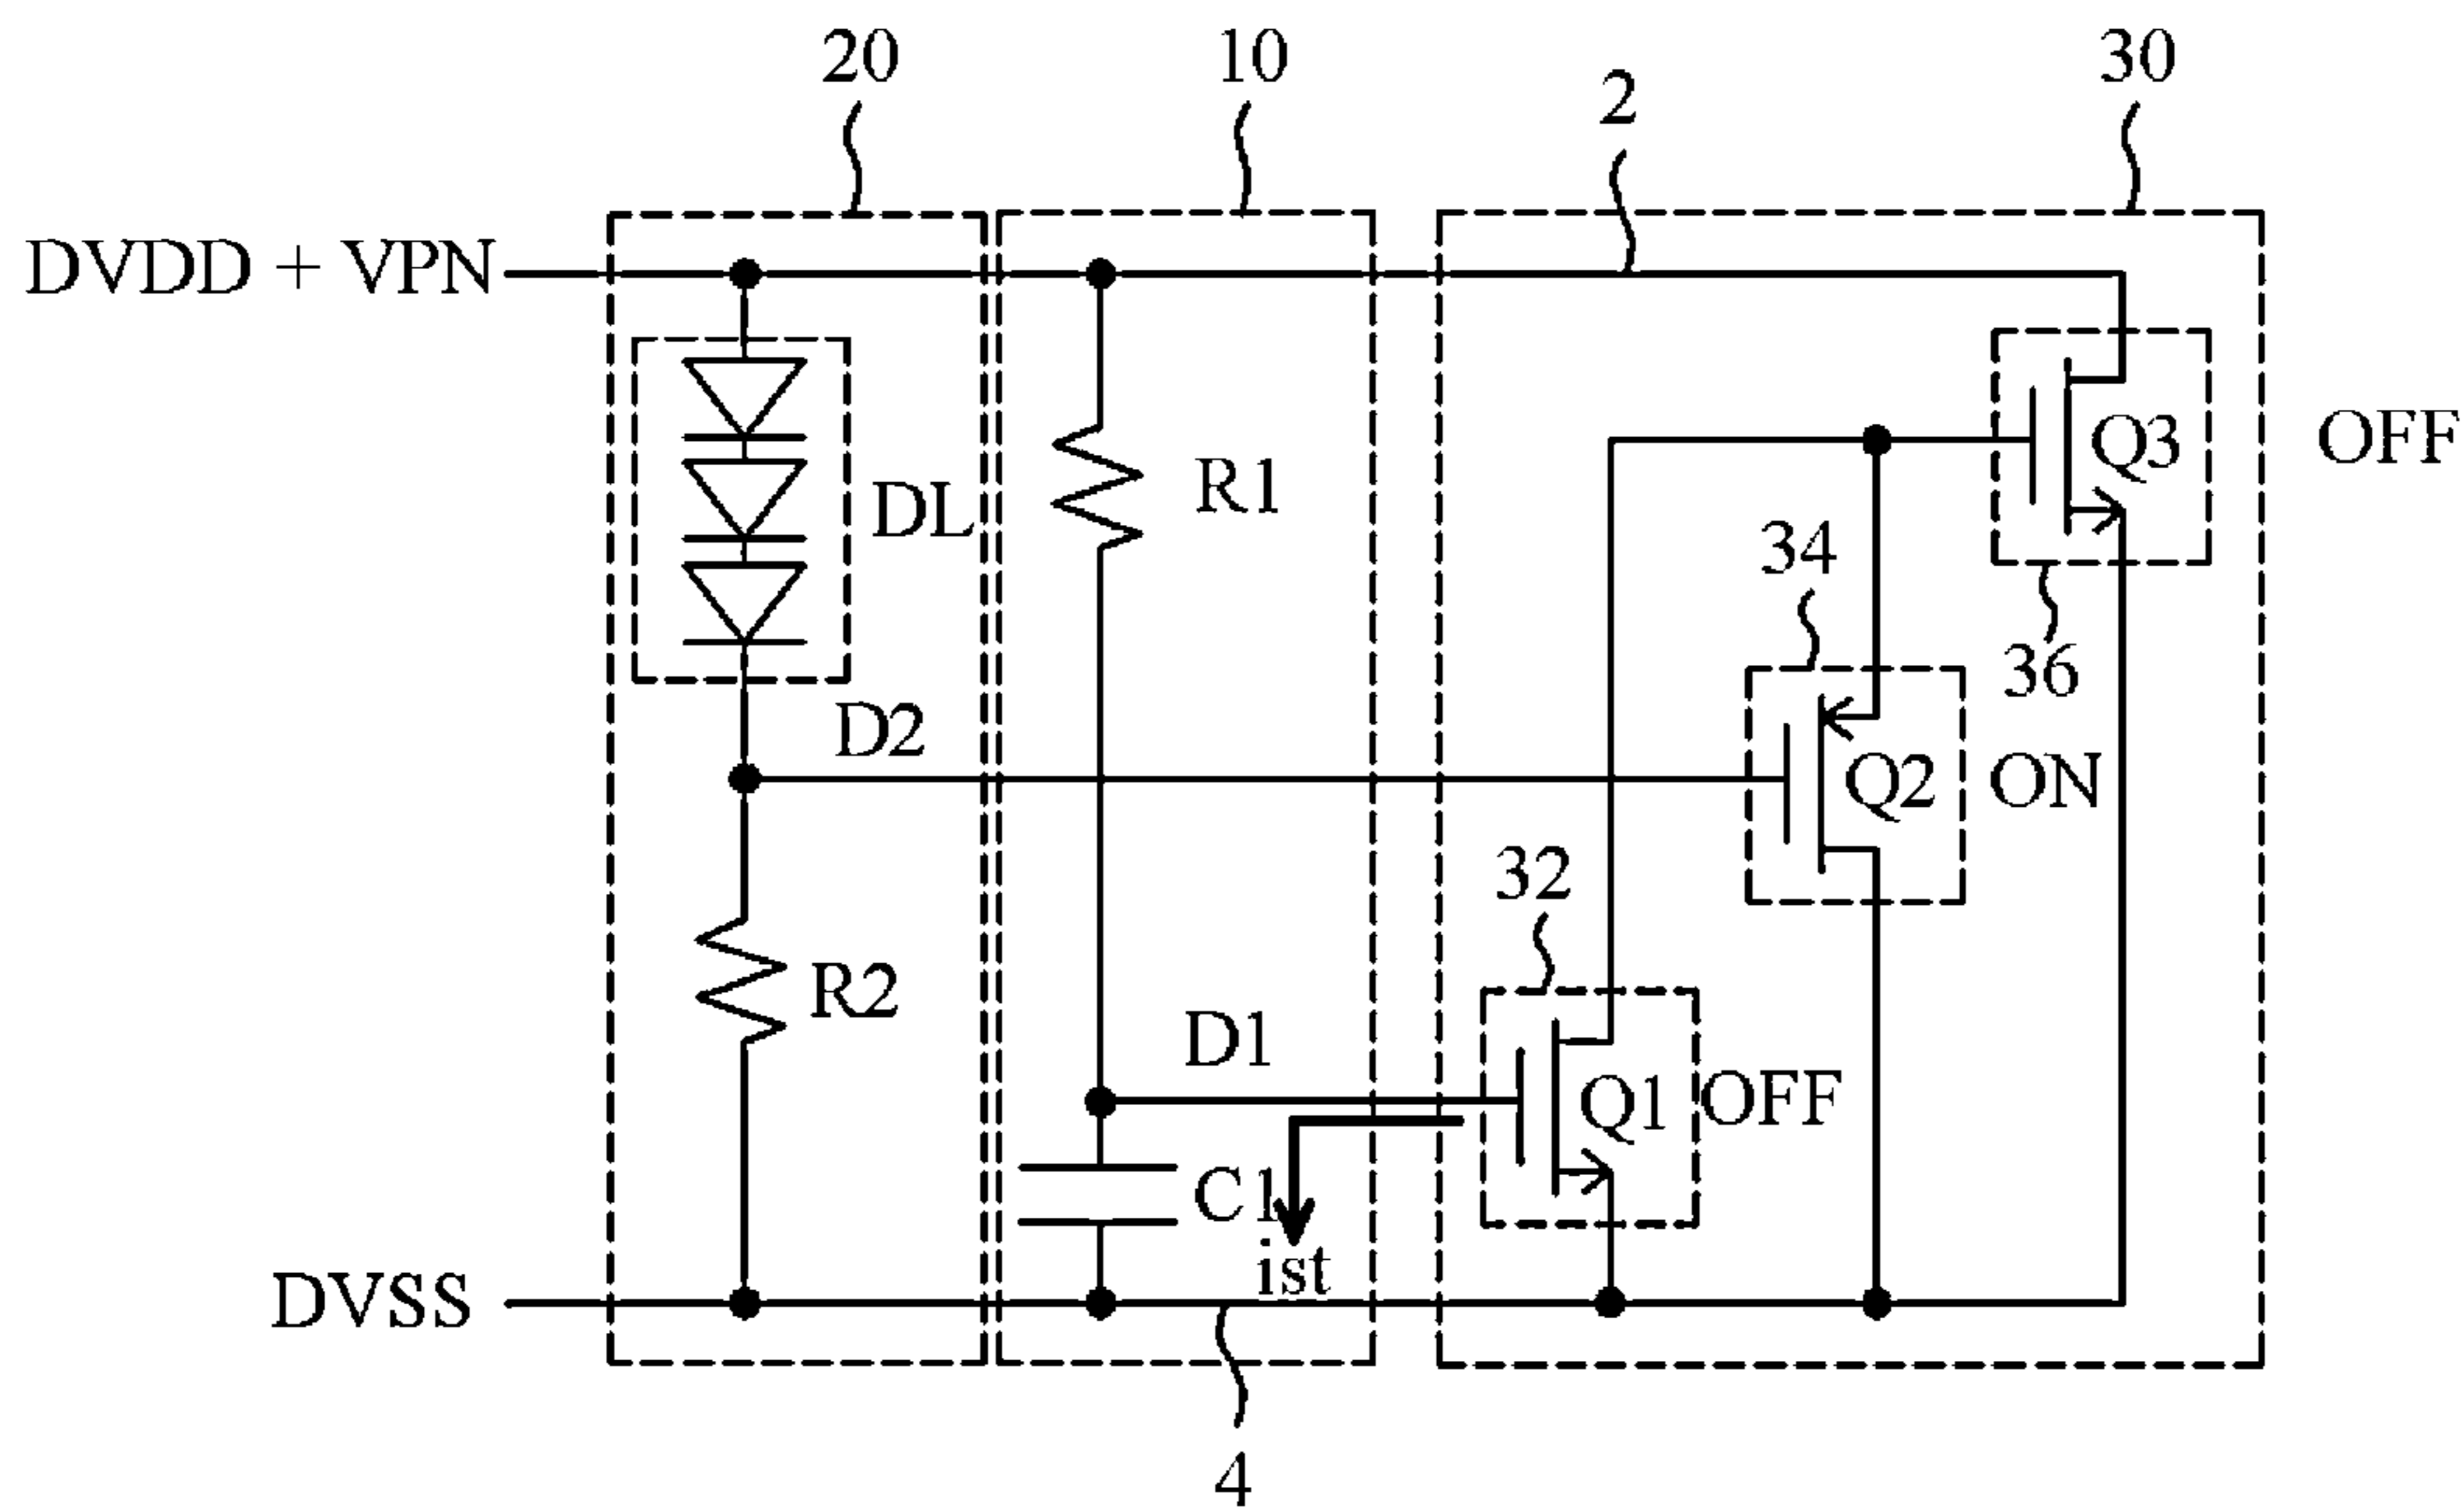 20
10
2
30
DVDD + VPN
DL
R1
Q3
OFF
34
36
D2
Q2
ON
32
R2
D1
Q1
OFF
C1
ist
DVSS
4